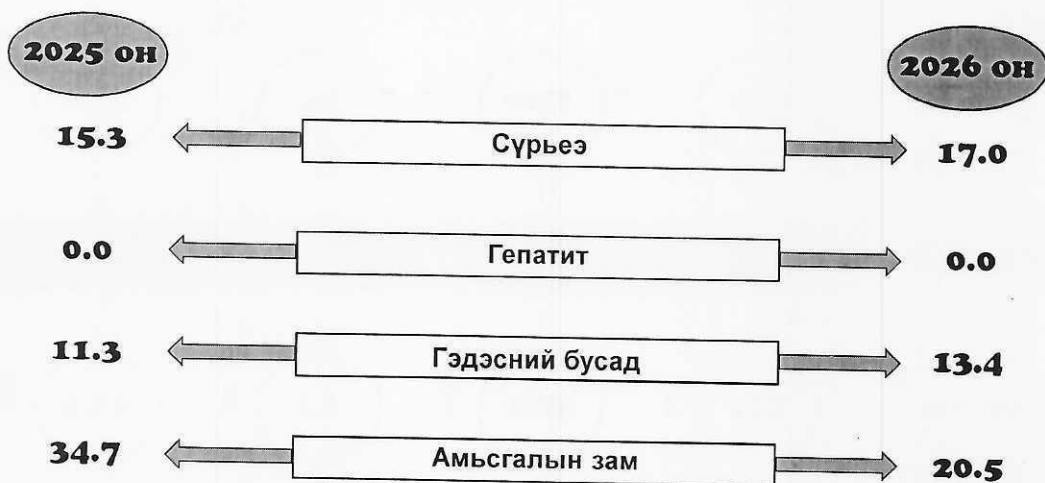 2025 он
2026 он
15.3 Сүрьеэ 17.0
0.0 Гепатит 0.0
11.3 Гэдэсний бусад 13.4
34.7 Амьсгалын зам 20.5